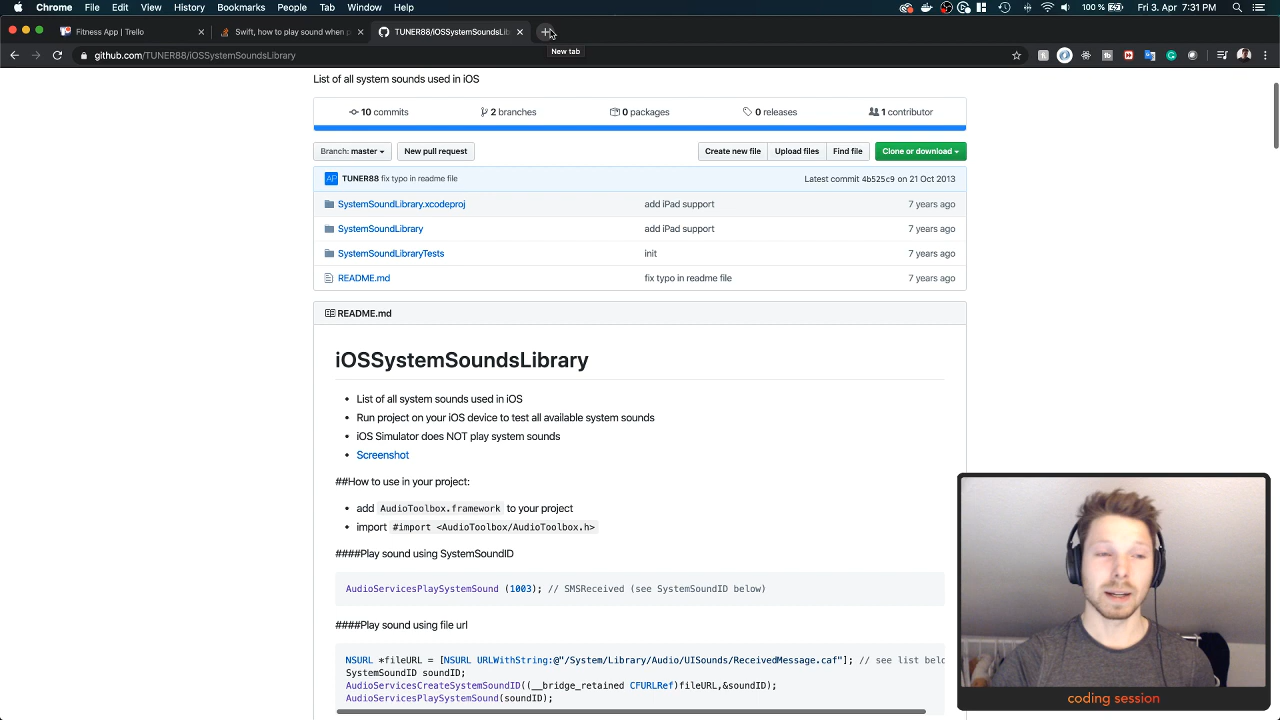 Chrome File Edit View History Bookmarks People Tab Window Help 100 % Fri 3. Apr 7:31 PM
Fitness App | Trello
Swift, how to play sound when p
TUNER88/iOSSystemSoundsLib
New tab
github.com/TUNER88/iOSSystemSoundsLibrary
List of all system sounds used in iOS
10 commits 2 branches 0 packages 0 releases 1 contributor
Branch: master New pull request Create new file Upload files Find file Clone or download
TUNER88 fix typo in readme file Latest commit 4b525c9 on 21 Oct 2013
SystemSoundLibrary.xcodeproj add iPad support 7 years ago
SystemSoundLibrary add iPad support 7 years ago
SystemSoundLibraryTests init 7 years ago
README.md fix typo in readme file 7 years ago
README.md
iOSSystemSoundsLibrary
• List of all system sounds used in iOS
• Run project on your iOS device to test all available system sounds
• iOS Simulator does NOT play system sounds
• Screenshot
##How to use in your project:
• add AudioToolbox.framework to your project
• import #import <AudioToolbox/AudioToolbox.h>
####Play sound using SystemSoundID
AudioServicesPlaySystemSound (1003); // SMSReceived (see SystemSoundID below)
####Play sound using file url
NSURL *fileURL = [NSURL URLWithString:@"/System/Library/Audio/UISounds/ReceivedMessage.caf"]; // see list belo
SystemSoundID soundID;
AudioServicesCreateSystemSoundID((__bridge_retained CFURLRef)fileURL,&soundID);
AudioServicesPlaySystemSound(soundID);
coding session